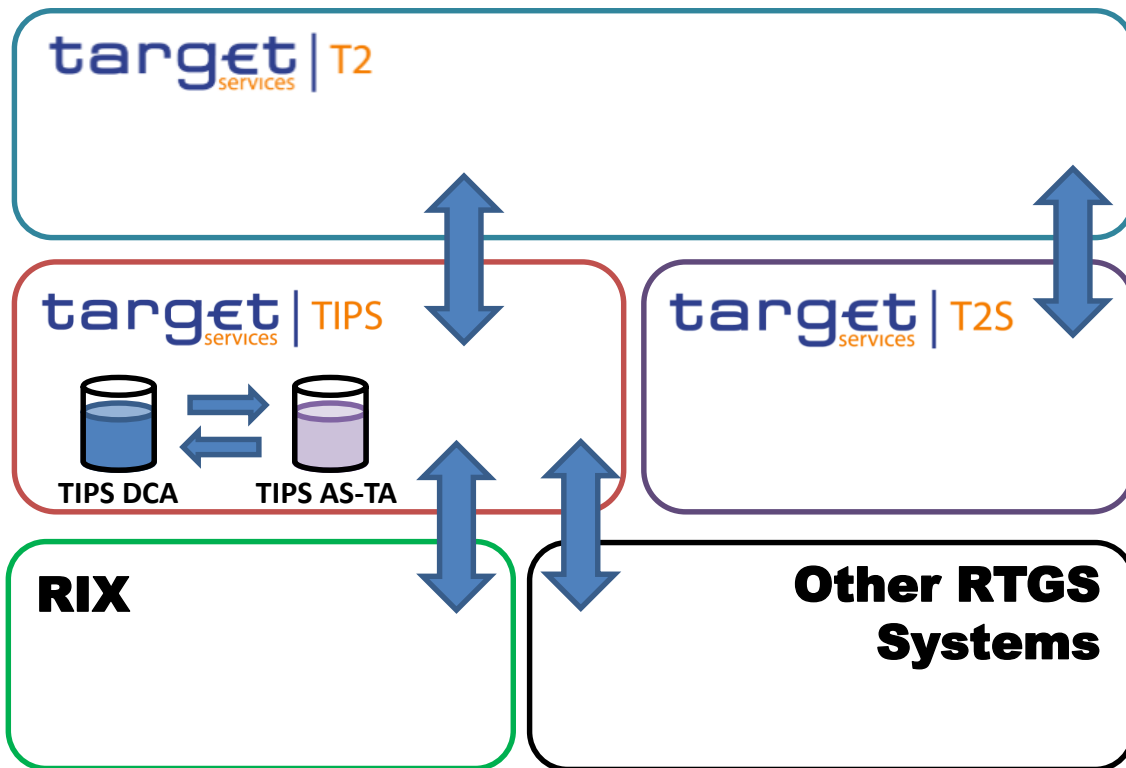 target | T2
services
target | TIPS
services
target | T2S
services
TIPS DCA
TIPS AS-TA
RIX
Other RTGS
Systems